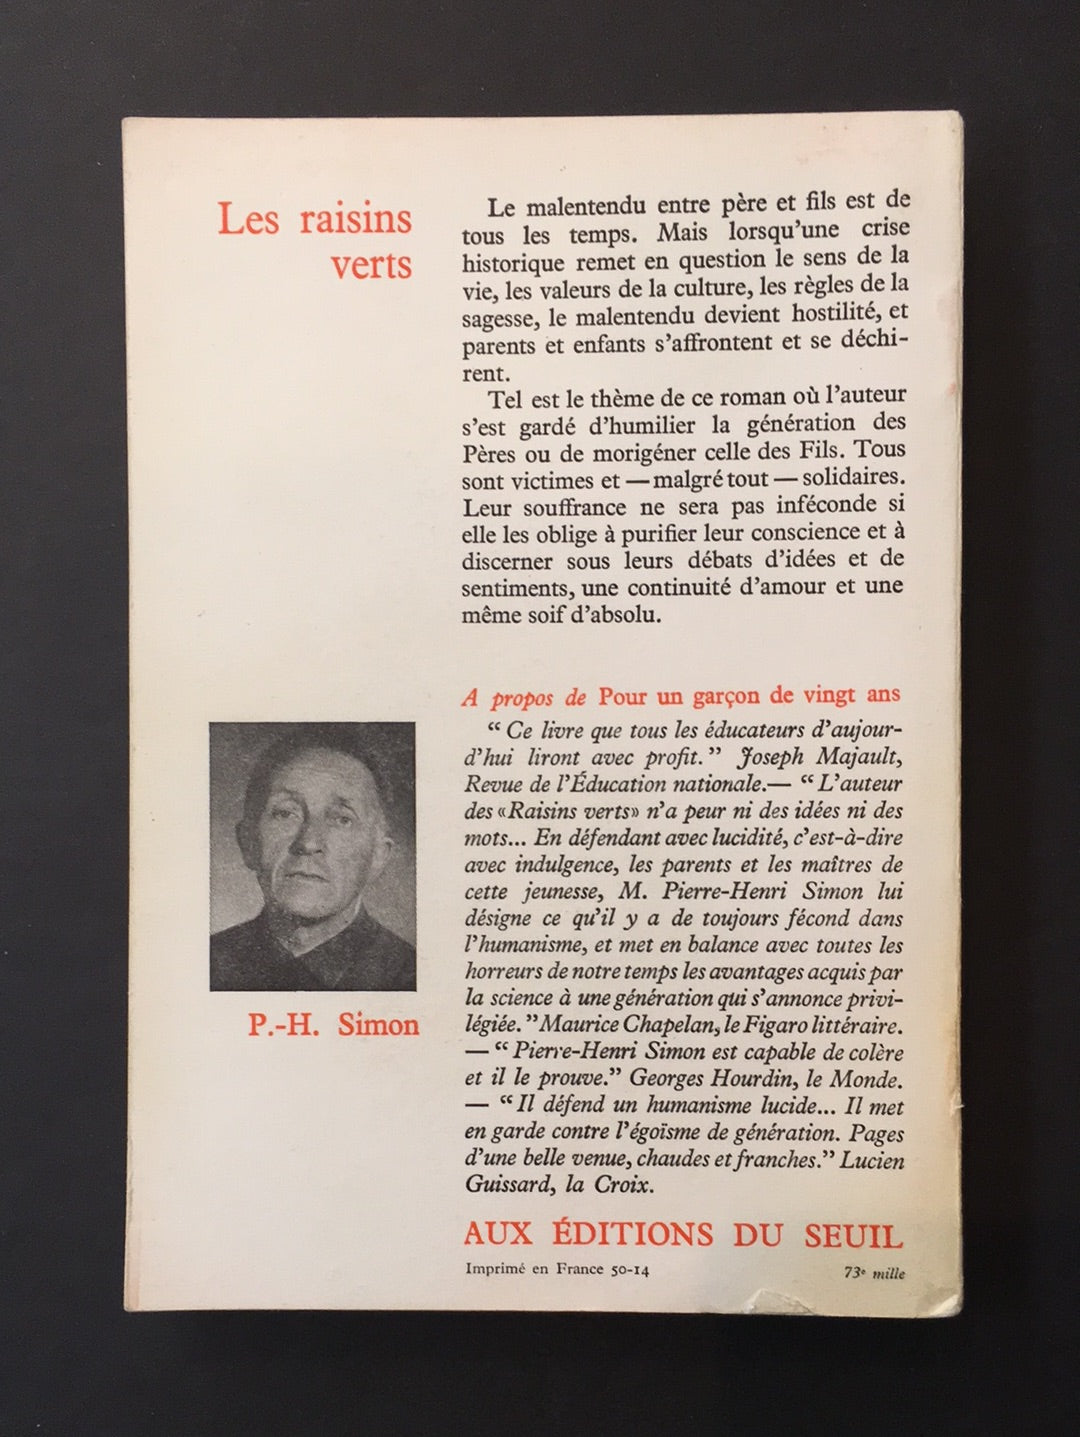 Les raisins
verts
Le malentendu entre père et fils est de
tous les temps. Mais lorsqu'une crise
historique remet en question le sens de la
vie, les valeurs de la culture, les règles de la
sagesse, le malentendu devient hostilité, et
parents et enfants s'affrontent et se déchi-
rent.
Tel est le thème de ce roman où l'auteur
s'est gardé d'humilier la génération des
Pères ou de morigéner celle des Fils. Tous
sont victimes et — malgré tout — solidaires.
Leur souffrance ne sera pas inféconde si
elle les oblige à purifier leur conscience et à
discerner sous leurs débats d'idées et de
sentiments, une continuité d'amour et une
même soif d'absolu.
A propos de Pour un garçon de vingt ans
“ Ce livre que tous les éducateurs d'aujour-
d'hui liront avec profit. ” Joseph Majault,
Revue de l'Éducation nationale.— “ L'auteur
des «Raisins verts» n'a peur ni des idées ni des
mots... En défendant avec lucidité, c'est-à-dire
avec indulgence, les parents et les maîtres de
cette jeunesse, M. Pierre-Henri Simon lui
désigne ce qu'il y a de toujours fécond dans
l'humanisme, et met en balance avec toutes les
horreurs de notre temps les avantages acquis par
la science à une génération qui s'annonce privi-
légiée. ” Maurice Chapelan, le Figaro littéraire.
— “ Pierre-Henri Simon est capable de colère
et il le prouve.” Georges Hourdin, le Monde.
— “ Il défend un humanisme lucide... Il met
en garde contre l'égoïsme de génération. Pages
d'une belle venue, chaudes et franches.” Lucien
Guissard, la Croix.
P.-H. Simon
AUX ÉDITIONS DU SEUIL
Imprimé en France 50-14
73e mille